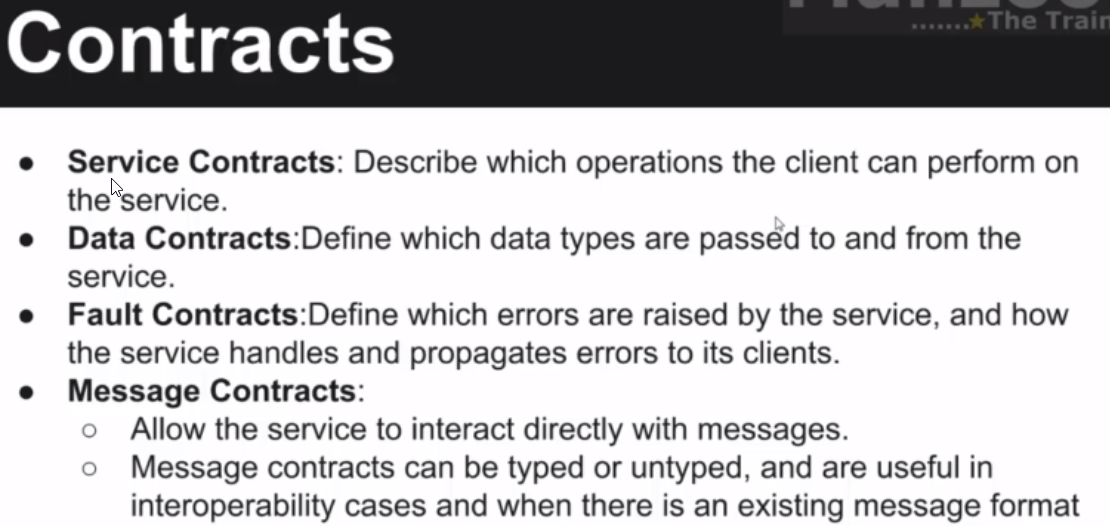 Contracts
.......★The Train
● Service Contracts: Describe which operations the client can perform on
the service.
● Data Contracts:Define which data types are passed to and from the
service.
● Fault Contracts:Define which errors are raised by the service, and how
the service handles and propagates errors to its clients.
● Message Contracts:
○ Allow the service to interact directly with messages.
○ Message contracts can be typed or untyped, and are useful in
interoperability cases and when there is an existing message format